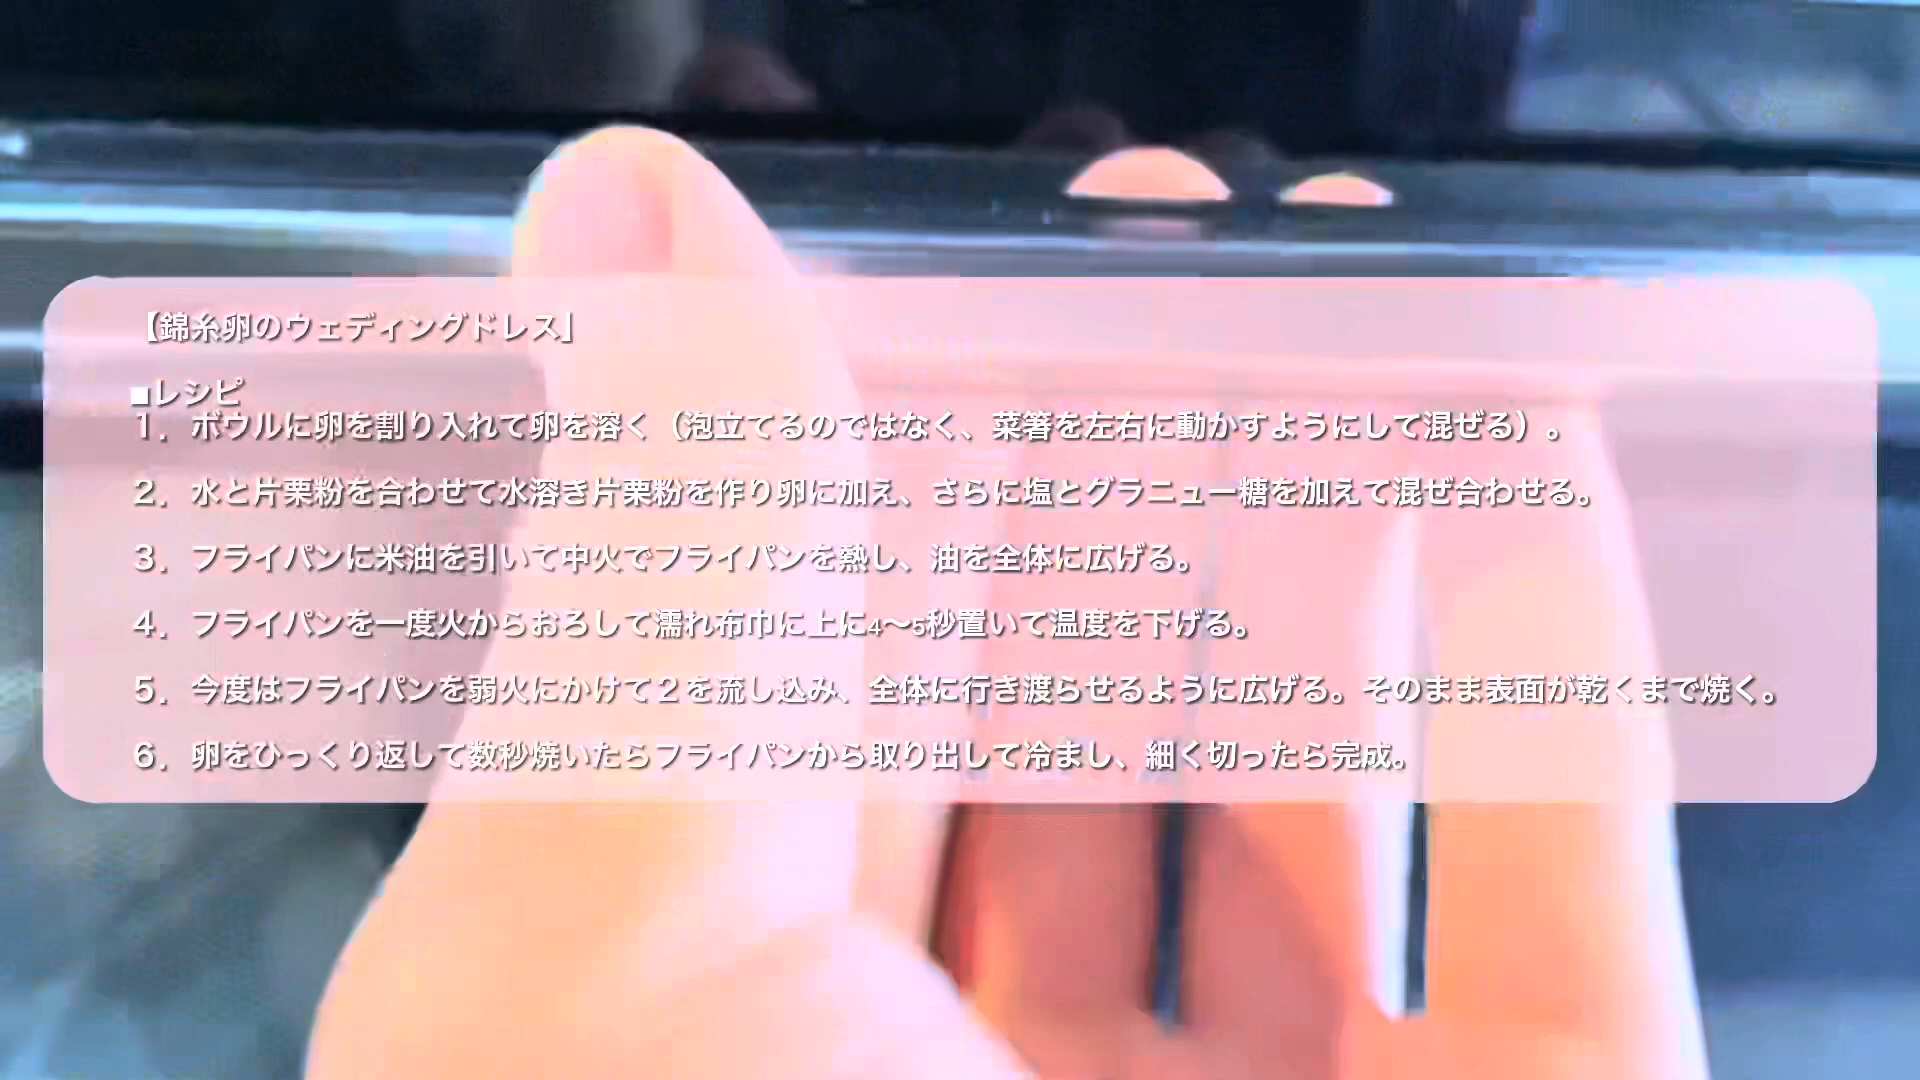 【錦糸卵のウェディングドレス】
■レシピ
１．ボウルに卵を割り入れて卵を溶く（泡立てるのではなく、菜箸を左右に動かすようにして混ぜる）。
２．水と片栗粉を合わせて水溶き片栗粉を作り卵に加え、さらに塩とグラニュー糖を加えて混ぜ合わせる。
３．フライパンに米油を引いて中火でフライパンを熱し、油を全体に広げる。
４．フライパンを一度火からおろして濡れ布巾に上に4〜5秒置いて温度を下げる。
５．今度はフライパンを弱火にかけて２を流し込み、全体に行き渡らせるように広げる。そのまま表面が乾くまで焼く。
６．卵をひっくり返して数秒焼いたらフライパンから取り出して冷まし、細く切ったら完成。